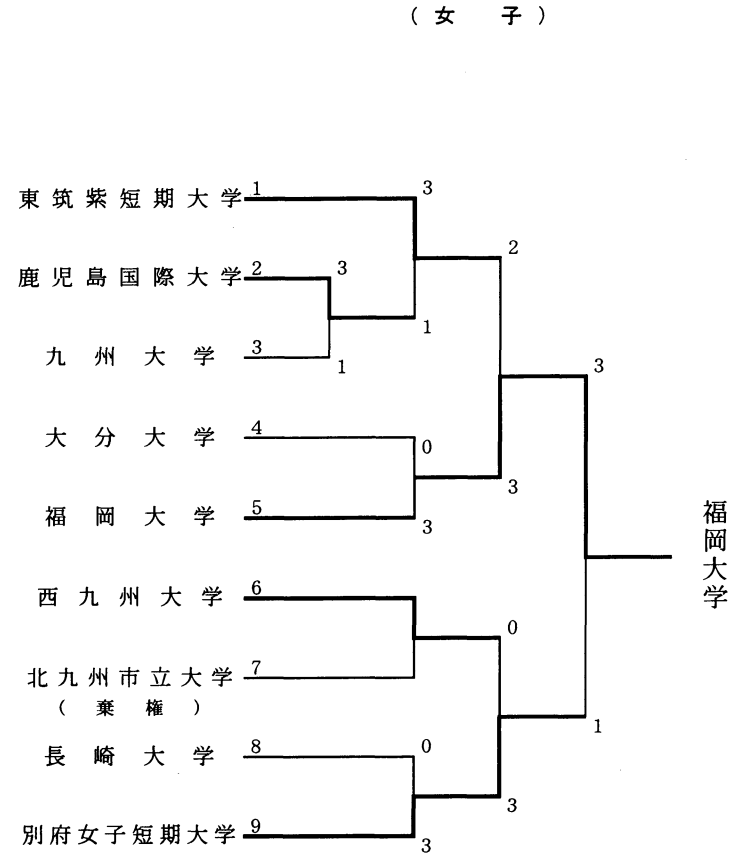 （女　子）
東筑紫短期大学 1 3
2
鹿児島国際大学 2 3
1
九州大学 3 1
3
大分大学 4 0
3
福岡大学 5 3
福岡大学
西九州大学 6
0
北九州市立大学 7
（棄権）
1
長崎大学 8 0
3
別府女子短期大学 9 3